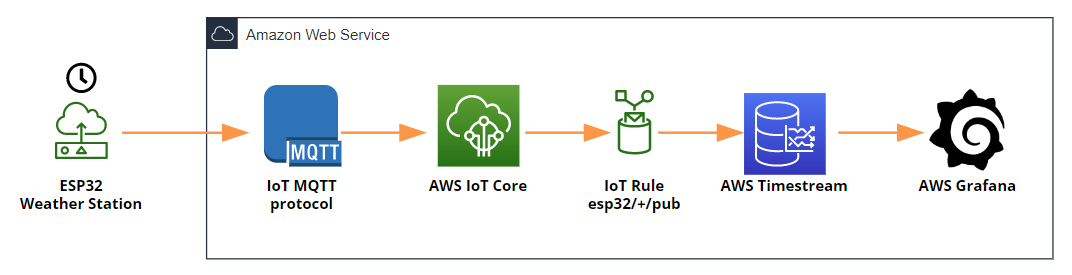 Amazon Web Service
MQTT
ESP32
Weather Station
IoT MQTT
protocol
AWS IoT Core
IoT Rule
esp32/+/pub
AWS Timestream
AWS Grafana